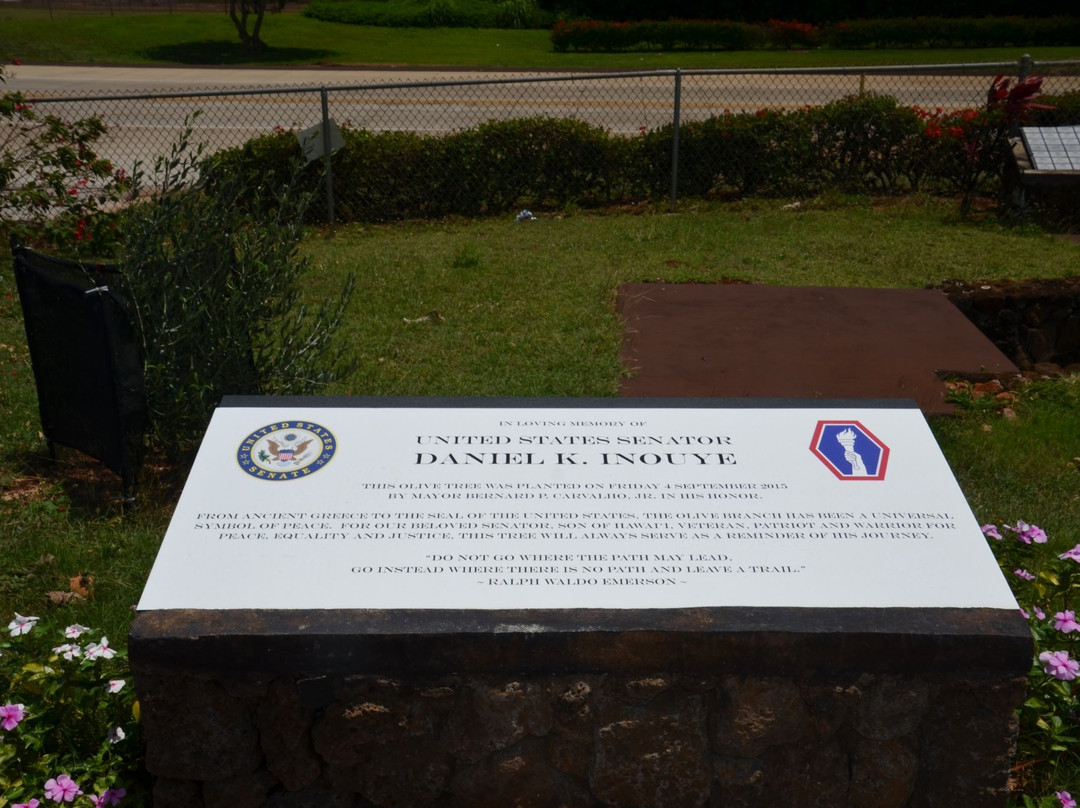 IN LOVING MEMORY OF
UNITED STATES SENATOR
DANIEL K. INOUYE
UNITED STATES
SENATE
THIS OLIVE TREE WAS PLANTED ON FRIDAY 4 SEPTEMBER 2015
BY MAYOR BERNARD P. CARVALHO, JR. IN HIS HONOR.
FROM ANCIENT GREECE TO THE SEAL OF THE UNITED STATES, THE OLIVE BRANCH HAS BEEN A UNIVERSAL
SYMBOL OF PEACE. FOR OUR BELOVED SENATOR, SON OF HAWAI'I, VETERAN, PATRIOT AND WARRIOR FOR
PEACE, EQUALITY AND JUSTICE, THIS TREE WILL ALWAYS SERVE AS A REMINDER OF HIS JOURNEY.
"DO NOT GO WHERE THE PATH MAY LEAD,
GO INSTEAD WHERE THERE IS NO PATH AND LEAVE A TRAIL."
~ RALPH WALDO EMERSON ~